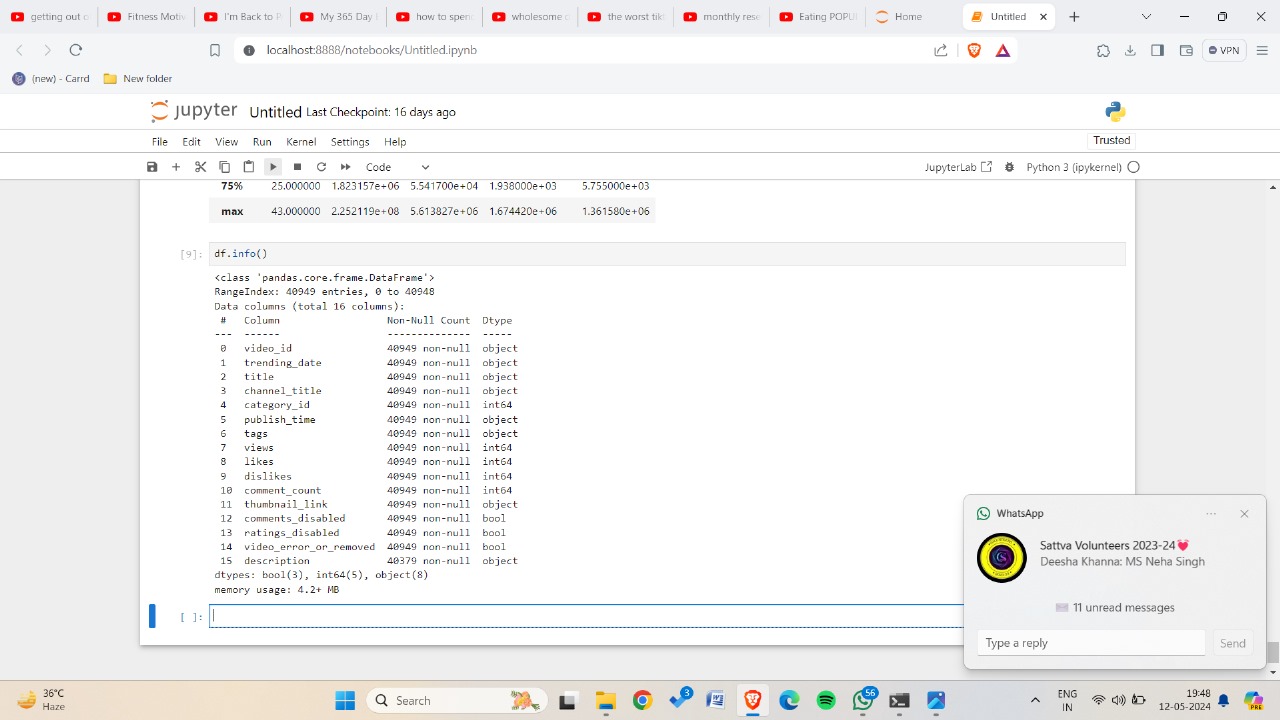 getting out o
Fitness Motiv
I'm Back to A
My 365 Day
how to spend
wholesome d
the worst tikt
monthly rese
Eating POPUL
Home
Untitled
localhost:8888/notebooks/Untitled.ipynb
VPN
(new) - Carrd
New folder
jupyter Untitled Last Checkpoint: 16 days ago
File Edit View Run Kernel Settings Help
Trusted
Code
JupyterLab
Python 3 (ipykernel)
75% 25.000000 1.823157e+06 5.541700e+04 1.938000e+03 5.755000e+03
max 43.000000 2.252119e+08 5.613827e+06 1.674420e+06 1.361580e+06
[9]: df.info()
<class 'pandas.core.frame.DataFrame'>
RangeIndex: 40949 entries, 0 to 40948
Data columns (total 16 columns):
# Column Non-Null Count Dtype
--- ------ -------------- -----
0 video_id 40949 non-null object
1 trending_date 40949 non-null object
2 title 40949 non-null object
3 channel_title 40949 non-null object
4 category_id 40949 non-null int64
5 publish_time 40949 non-null object
6 tags 40949 non-null object
7 views 40949 non-null int64
8 likes 40949 non-null int64
9 dislikes 40949 non-null int64
10 comment_count 40949 non-null int64
11 thumbnail_link 40949 non-null object
12 comments_disabled 40949 non-null bool
13 ratings_disabled 40949 non-null bool
14 video_error_or_removed 40949 non-null bool
15 description 40379 non-null object
dtypes: bool(3), int64(5), object(8)
memory usage: 4.2+ MB
[ ]:
WhatsApp
Sattva Volunteers 2023-24💓
Deesha Khanna: MS Neha Singh
11 unread messages
Type a reply
Send
36°C
Haze
Search
3
56
ENG
IN
19:48
12-05-2024
PRE